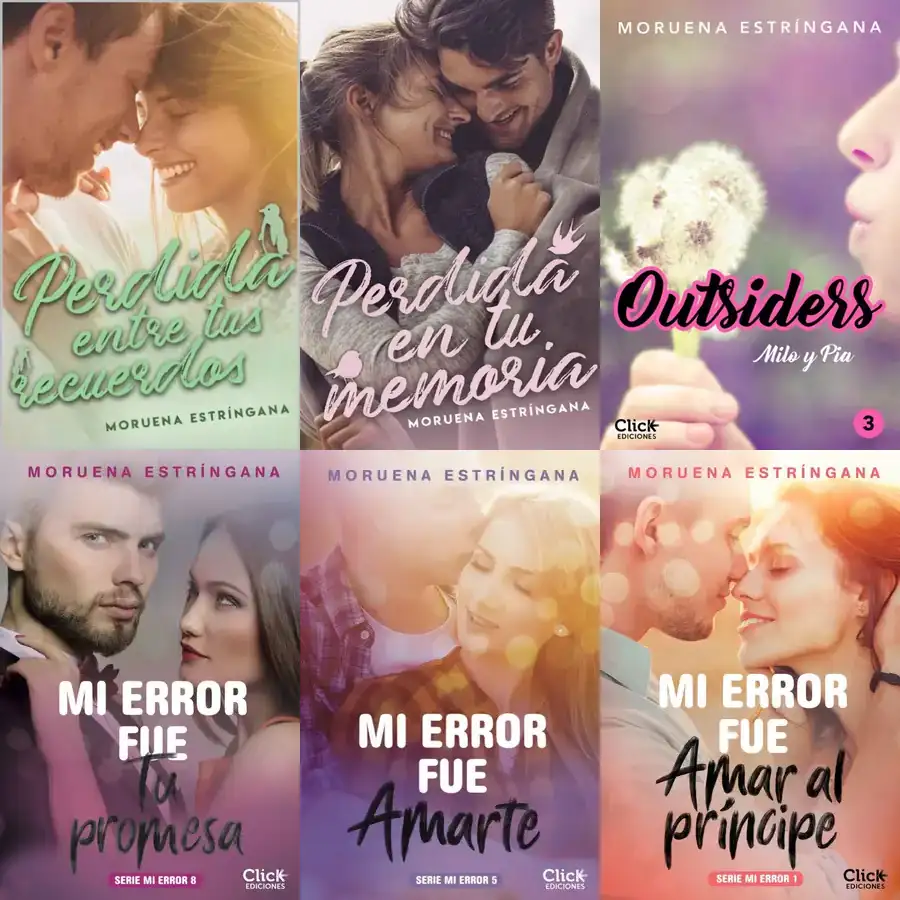 Perdida
entre tus
recuerdos
MORUENA ESTRÍNGANA
Perdida
en tu
memoria
MORUENA ESTRÍNGANA
MORUENA ESTRÍNGANA
Outsiders
Milo y Pia
Click
EDICIONES
3
MORUENA ESTRÍNGANA
MI ERROR
FUE
Tu
promesa
SERIE MI ERROR 8
Click
EDICIONES
MORUENA ESTRÍNGANA
MI ERROR
FUE
Amarte
SERIE MI ERROR 5
Click
EDICIONES
MORUENA ESTRÍNGANA
MI ERROR
FUE
Amar al
príncipe
SERIE MI ERROR 1
Click
EDICIONES